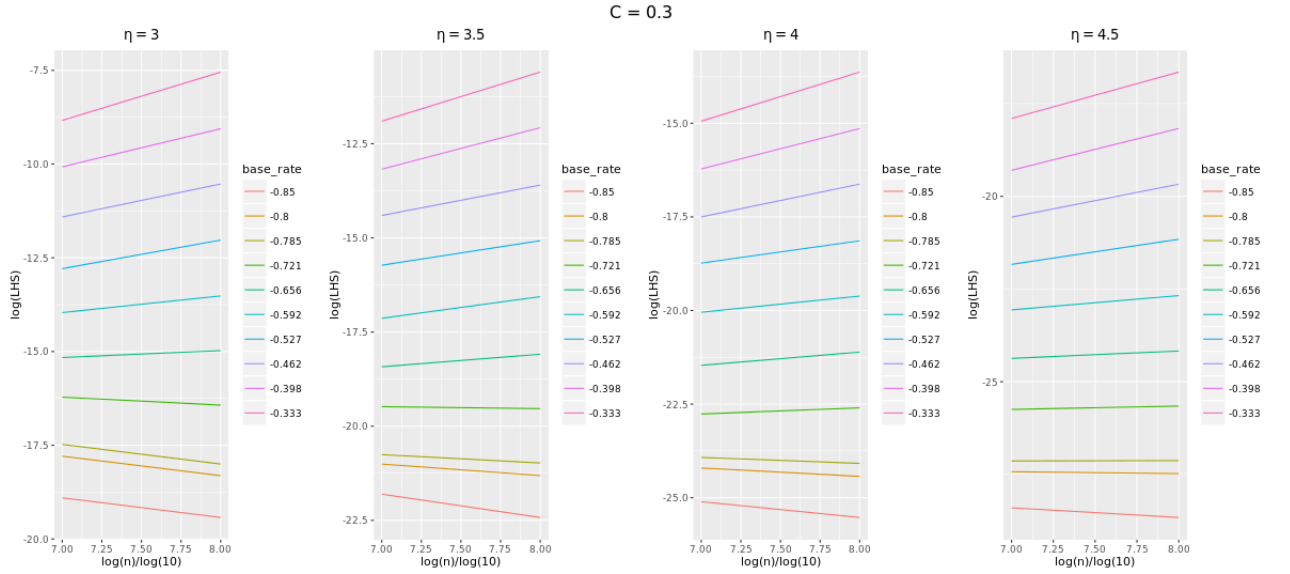 C = 0.3
η = 3
log(LHS)
-7.5
-10.0
-12.5
-15.0
-17.5
-20.0
7.00 7.25 7.50 7.75 8.00
log(n)/log(10)
base_rate
-0.85
-0.8
-0.785
-0.721
-0.656
-0.592
-0.527
-0.462
-0.398
-0.333
η = 3.5
log(LHS)
-12.5
-15.0
-17.5
-20.0
-22.5
7.00 7.25 7.50 7.75 8.00
log(n)/log(10)
base_rate
-0.85
-0.8
-0.785
-0.721
-0.656
-0.592
-0.527
-0.462
-0.398
-0.333
η = 4
log(LHS)
-15.0
-17.5
-20.0
-22.5
-25.0
7.00 7.25 7.50 7.75 8.00
log(n)/log(10)
base_rate
-0.85
-0.8
-0.785
-0.721
-0.656
-0.592
-0.527
-0.462
-0.398
-0.333
η = 4.5
log(LHS)
-20
-25
7.00 7.25 7.50 7.75 8.00
log(n)/log(10)
base_rate
-0.85
-0.8
-0.785
-0.721
-0.656
-0.592
-0.527
-0.462
-0.398
-0.333